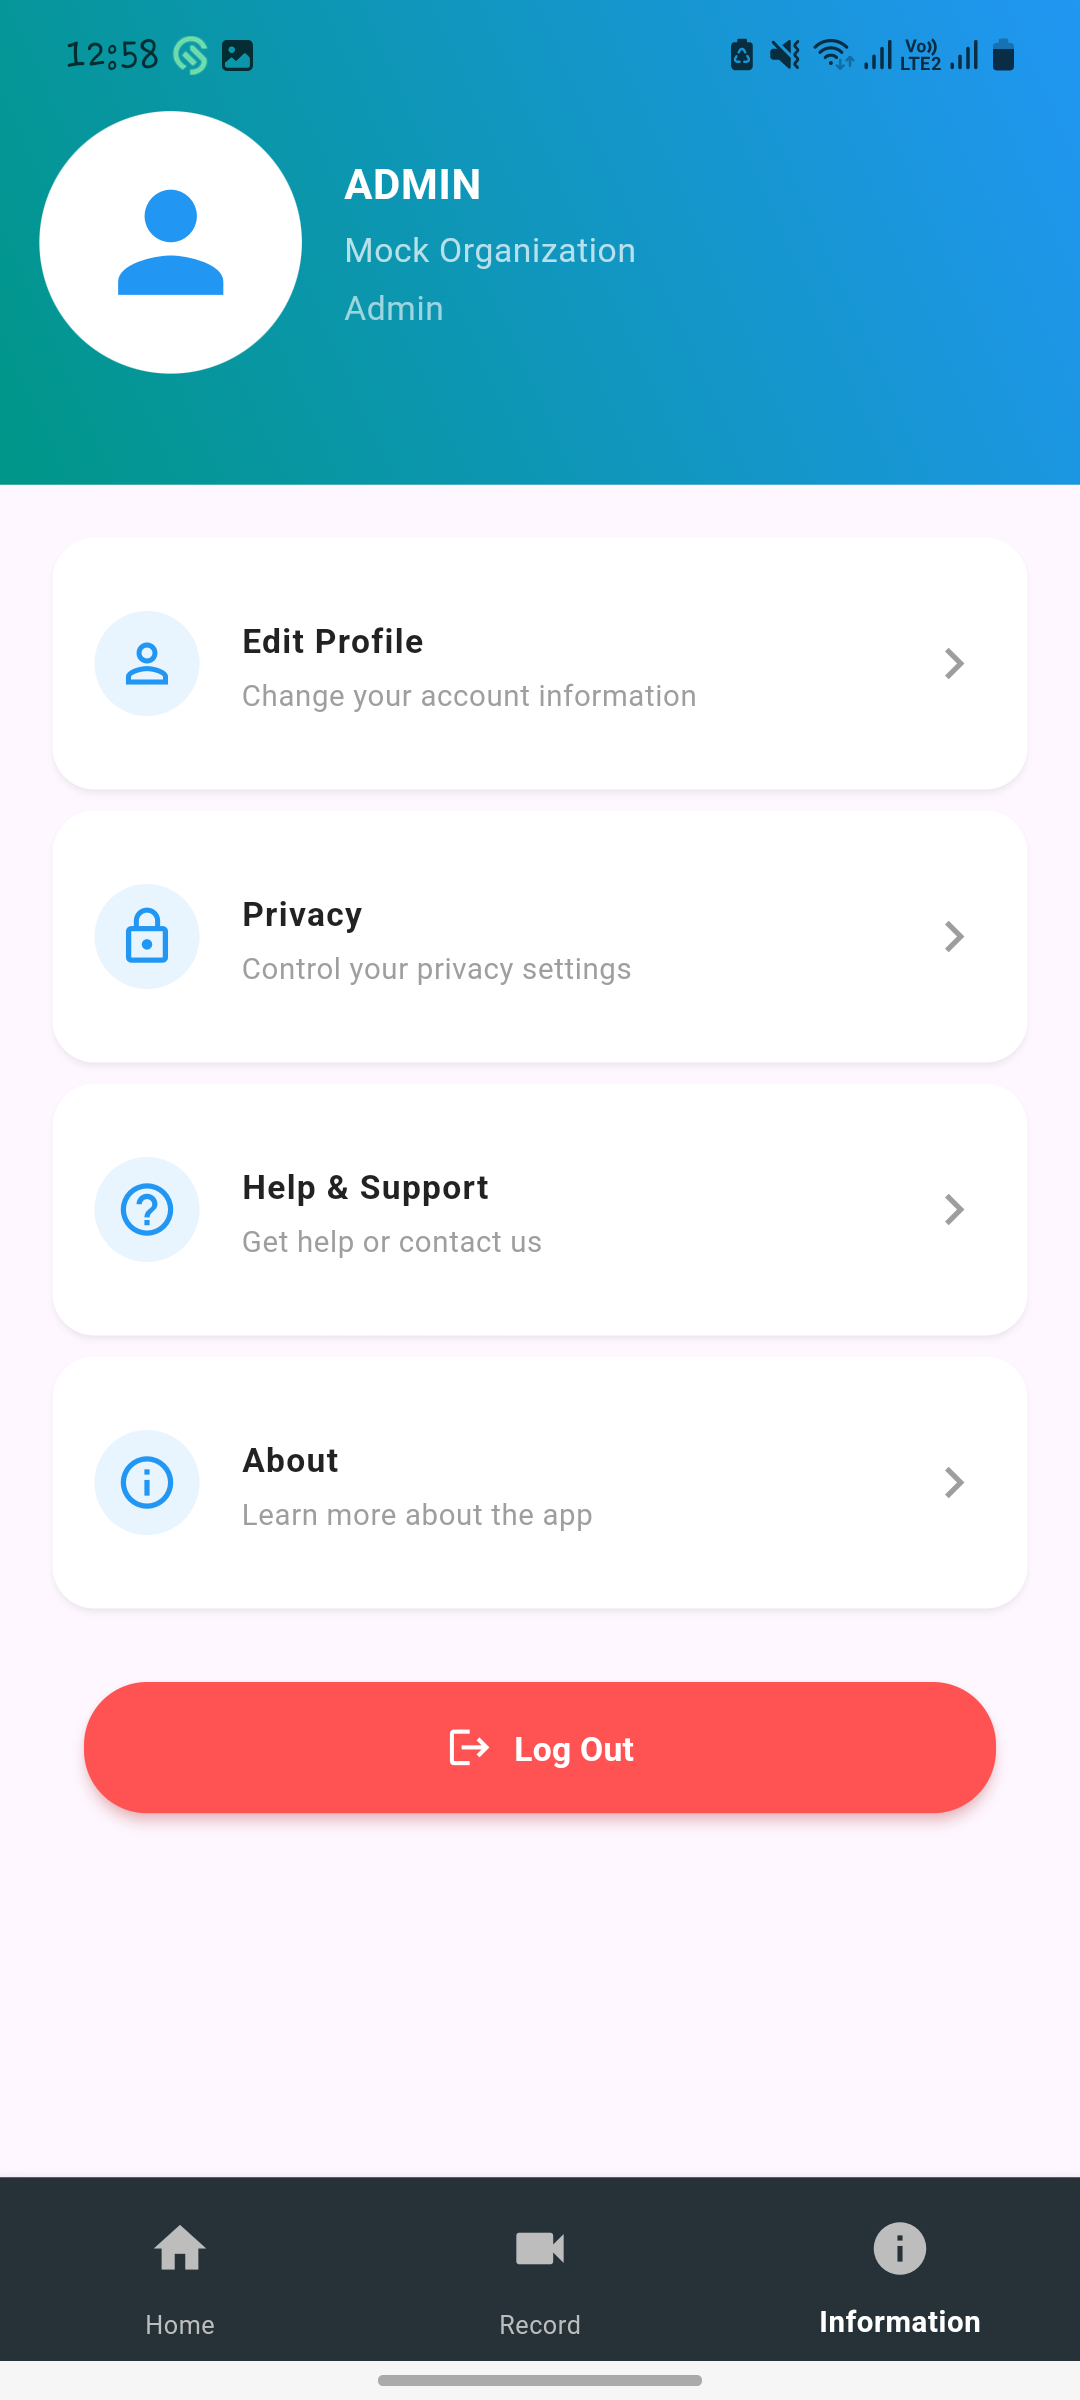 12:58
Vo)) LTE2
ADMIN
Mock Organization
Admin
Edit Profile
Change your account information
Privacy
Control your privacy settings
Help & Support
Get help or contact us
About
Learn more about the app
Log Out
Home
Record
Information